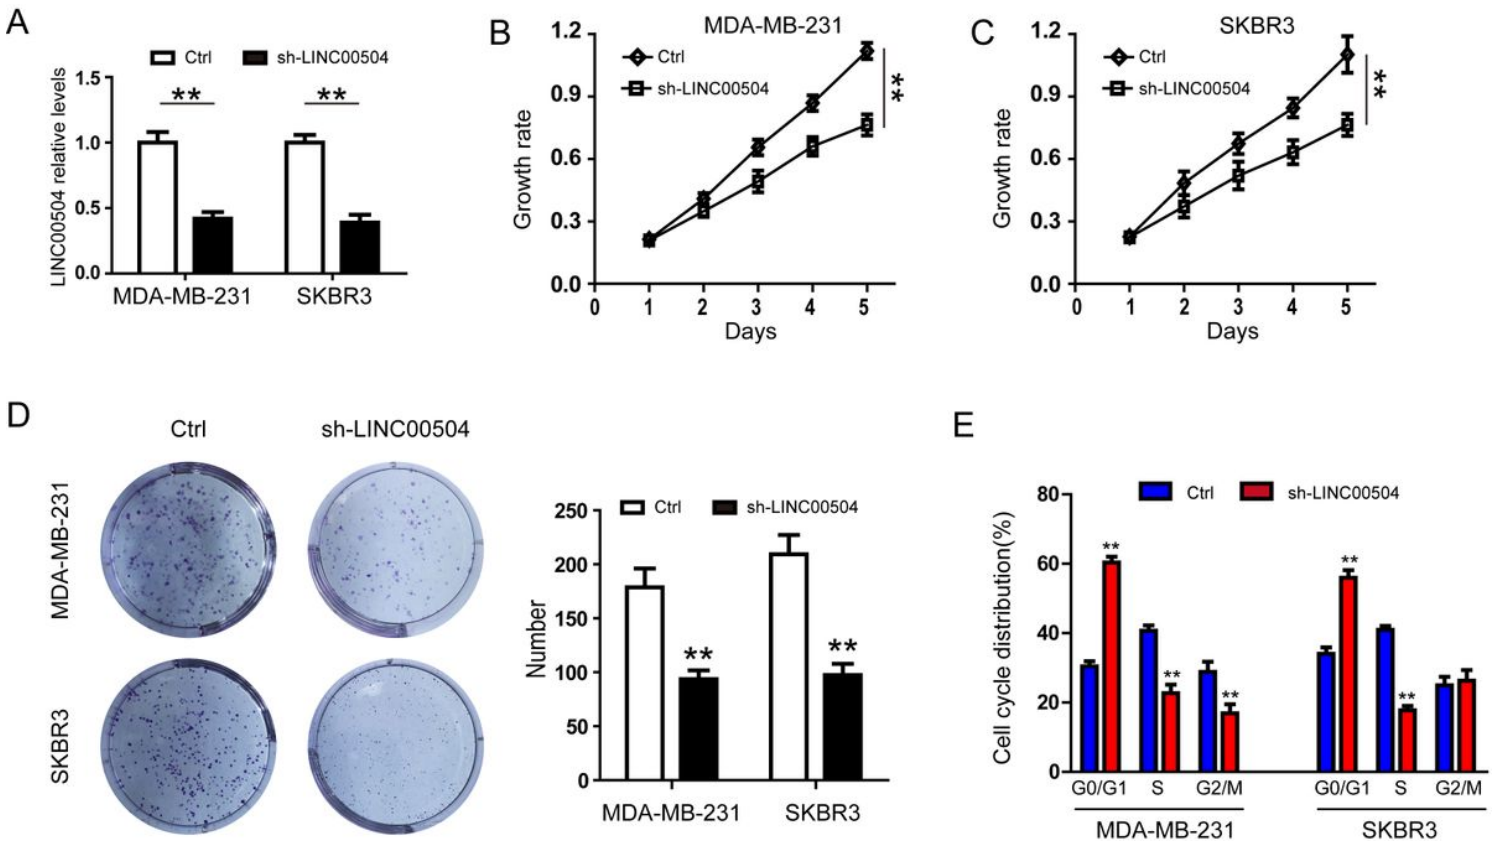 A
Ctrl sh-LINC00504
LINC00504 relative levels
1.5
1.0
0.5
0.0
** **
MDA-MB-231 SKBR3
B
MDA-MB-231
Ctrl
sh-LINC00504
Growth rate
1.2
0.9
0.6
0.3
0.0
**
0 1 2 3 4 5
Days
C
SKBR3
Ctrl
sh-LINC00504
Growth rate
1.2
0.9
0.6
0.3
0.0
**
0 1 2 3 4 5
Days
D
Ctrl sh-LINC00504
MDA-MB-231
SKBR3
Ctrl sh-LINC00504
Number
250
200
150
100
50
0
** **
MDA-MB-231 SKBR3
E
Ctrl sh-LINC00504
Cell cycle distribution(%)
80
60
40
20
0
** ** ** ** **
G0/G1 S G2/M G0/G1 S G2/M
MDA-MB-231 SKBR3